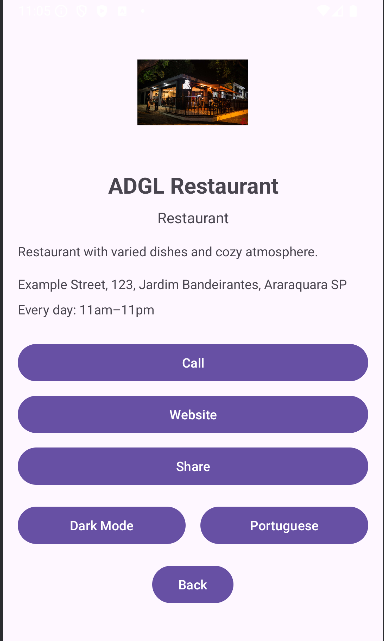 ADGL Restaurant
Restaurant
Restaurant with varied dishes and cozy atmosphere.
Example Street, 123, Jardim Bandeirantes, Araraquara SP
Every day: 11am–11pm
Call
Website
Share
Dark Mode Portuguese
Back